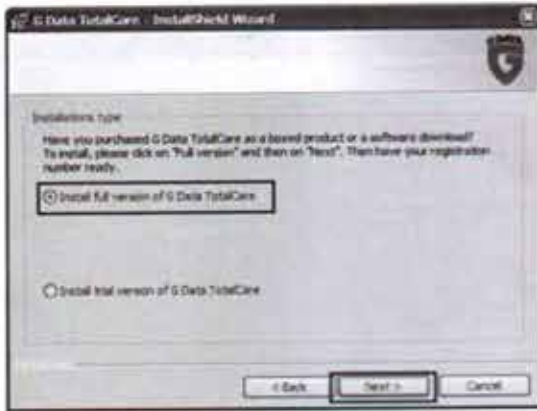 G Data TotalCare - InstallShield Wizard
G DATA
Installations type
Have you purchased G Data TotalCare as a boxed product or a software download?
To install, please click on "Full version" and then on "Next". Then have your registration
number ready.
Install full version of G Data TotalCare
Install trial version of G Data TotalCare
< Back
Next >
Cancel